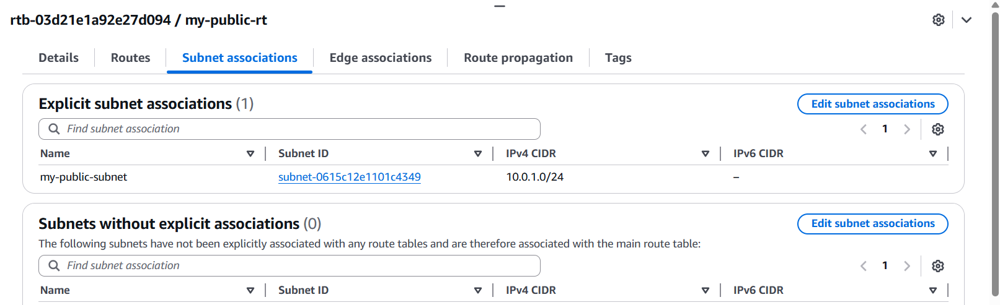 rtb-03d21e1a92e27d094 / my-public-rt
Details Routes Subnet associations Edge associations Route propagation Tags
Explicit subnet associations (1) Edit subnet associations
Find subnet association 1
Name Subnet ID IPv4 CIDR IPv6 CIDR
my-public-subnet subnet-0615c12e1101c4349 10.0.1.0/24 –
Subnets without explicit associations (0) Edit subnet associations
The following subnets have not been explicitly associated with any route tables and are therefore associated with the main route table:
Find subnet association 1
Name Subnet ID IPv4 CIDR IPv6 CIDR